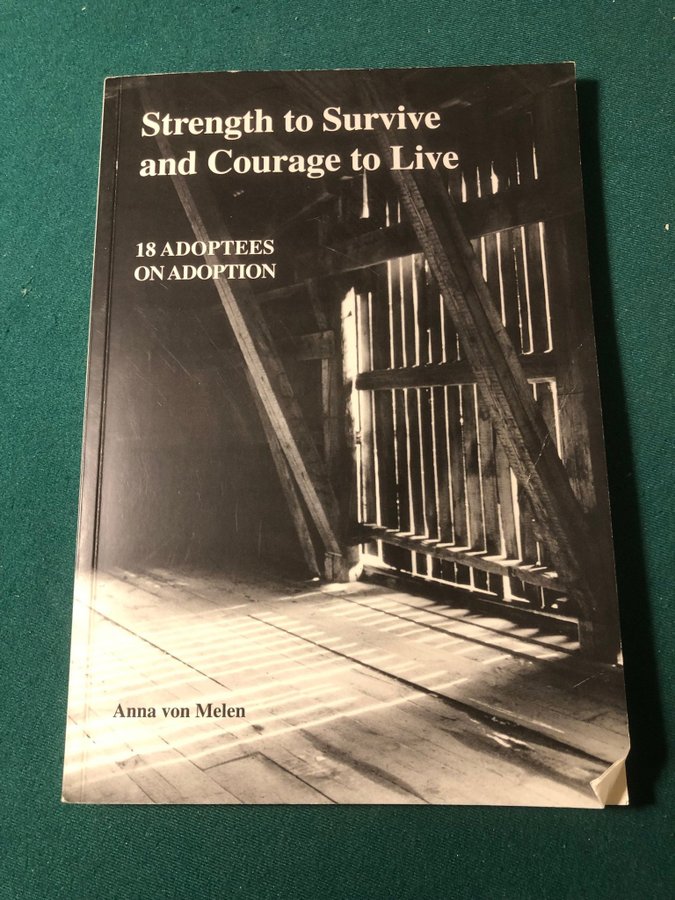 Strength to Survive
and Courage to Live
18 ADOPTEES
ON ADOPTION
Anna von Melen